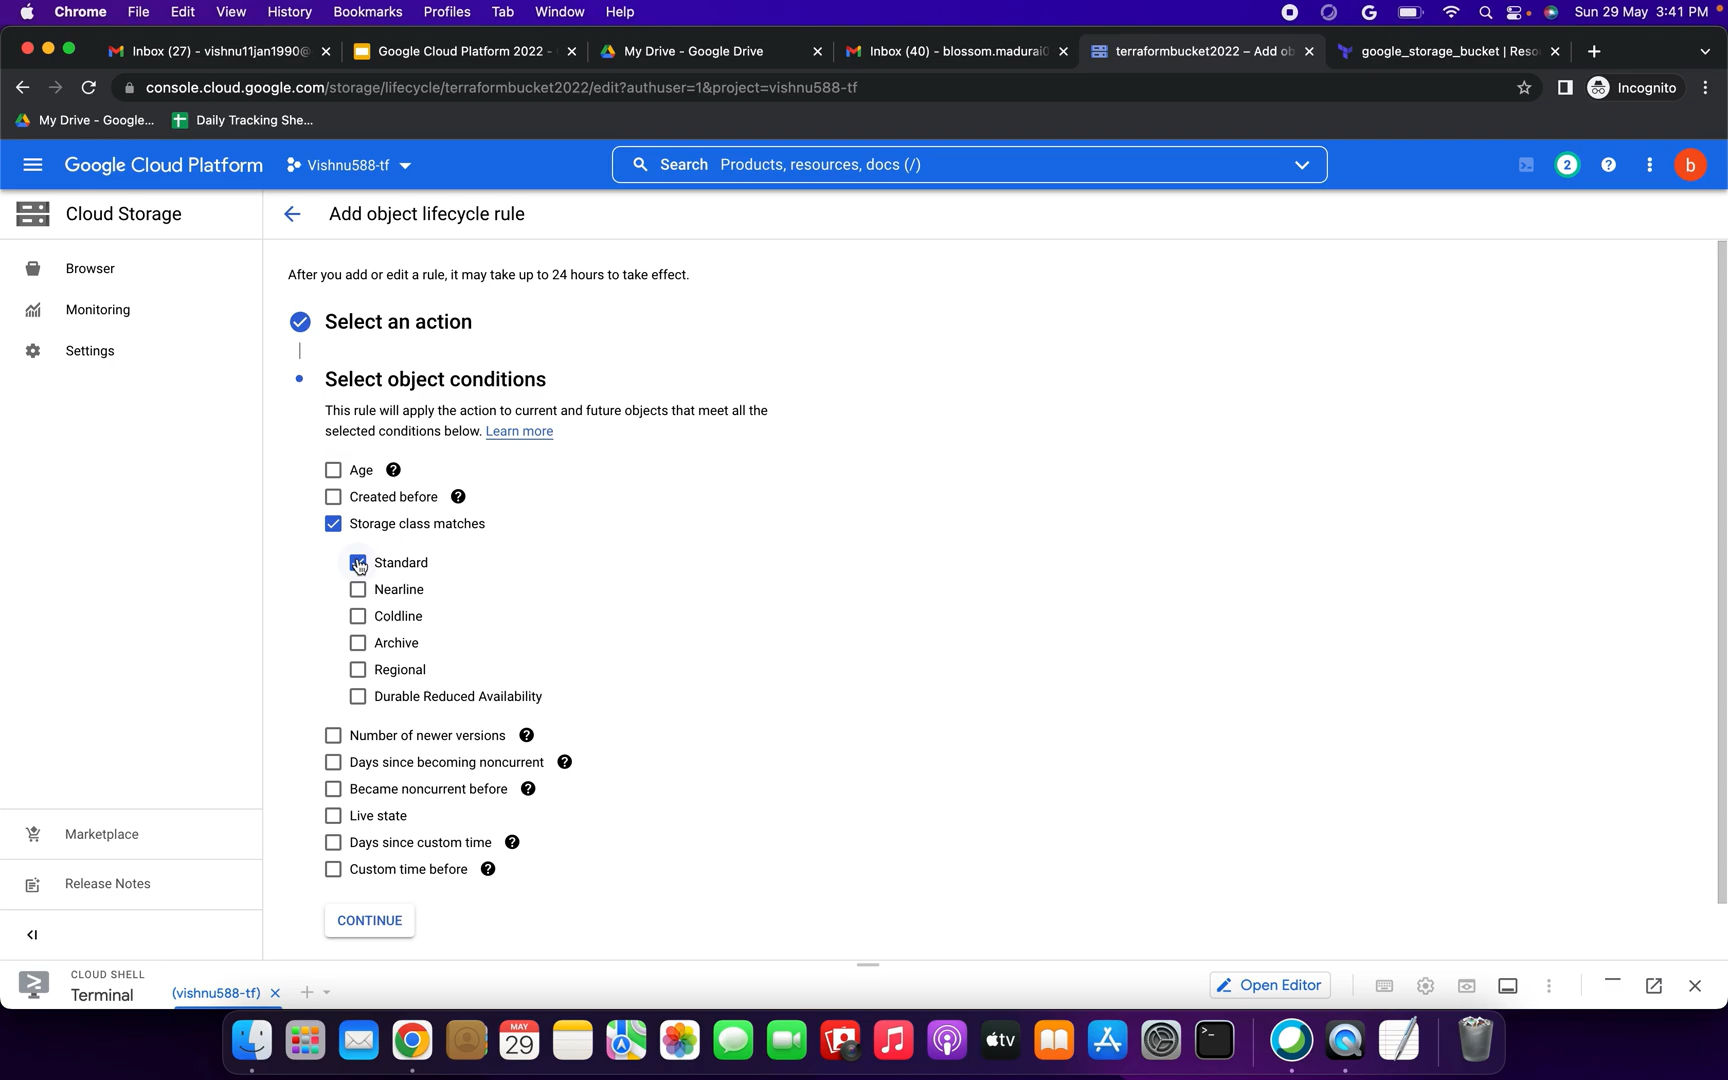 Chrome File Edit View History Bookmarks Profiles Tab Window Help Sun 29 May 3:41 PM
Inbox (27) - vishnu11jan1990@ Google Cloud Platform 2022 - My Drive - Google Drive Inbox (40) - blossom.madurai0 terraformbucket2022 – Add ob google_storage_bucket | Reso
console.cloud.google.com/storage/lifecycle/terraformbucket2022/edit?authuser=1&project=vishnu588-tf Incognito
My Drive - Google... Daily Tracking She...
Google Cloud Platform Vishnu588-tf Search Products, resources, docs (/) 2 ? b
Cloud Storage Add object lifecycle rule
Browser
Monitoring
Settings
After you add or edit a rule, it may take up to 24 hours to take effect.
Select an action
Select object conditions
This rule will apply the action to current and future objects that meet all the
selected conditions below. Learn more
Age ?
Created before ?
Storage class matches
Standard
Nearline
Coldline
Archive
Regional
Durable Reduced Availability
Number of newer versions ?
Days since becoming noncurrent ?
Became noncurrent before ?
Live state
Days since custom time ?
Custom time before ?
CONTINUE
Marketplace
Release Notes
CLOUD SHELL
Terminal (vishnu588-tf) Open Editor
MAY
29
tv